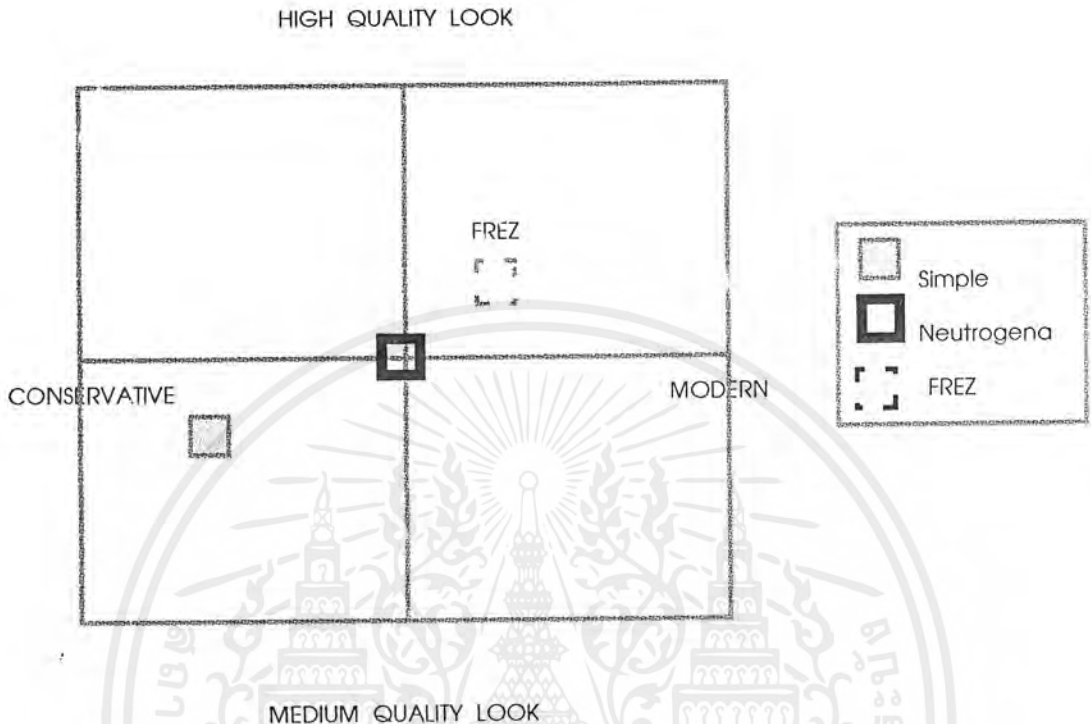 HIGH QUALITY LOOK
FREZ
Simple
Neutrogena
FREZ
CONSERVATIVE
MODERN
MEDIUM QUALITY LOOK